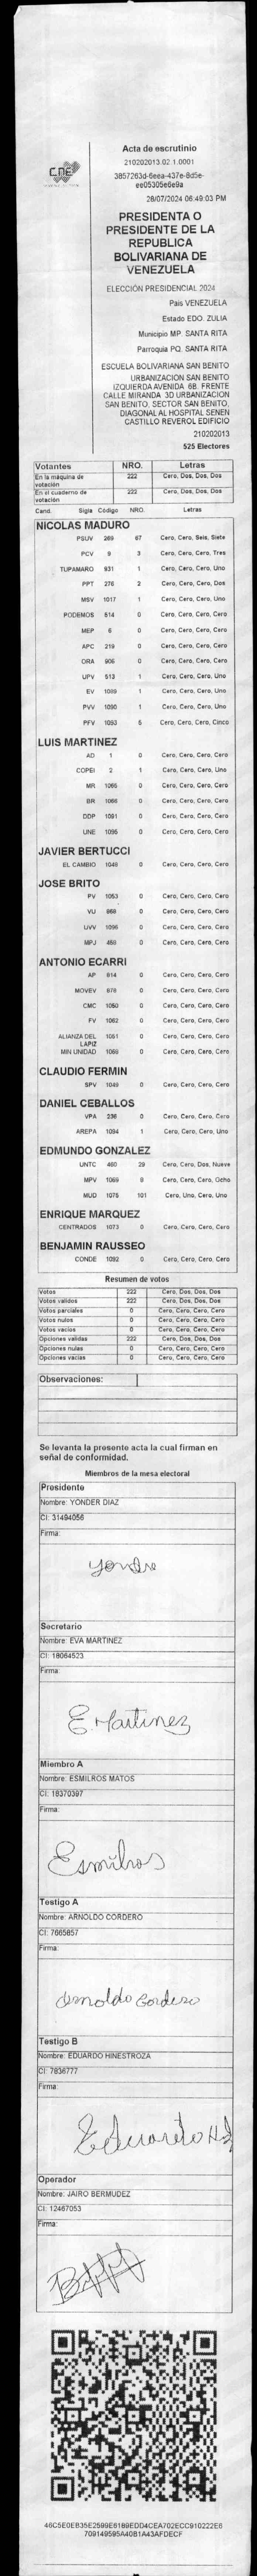 CNE
Acta de escrutinio
210202013.02.1.0001
3857263d-6eea-437e-8d5e-
ee05305e6e9a
28/07/2024 06:49:03 PM
PRESIDENTA O
PRESIDENTE DE LA
REPUBLICA
BOLIVARIANA DE
VENEZUELA
ELECCIÓN PRESIDENCIAL 2024
País VENEZUELA
Estado EDO. ZULIA
Municipio MP. SANTA RITA
Parroquia PQ. SANTA RITA
ESCUELA BOLIVARIANA SAN BENITO
URBANIZACION SAN BENITO
IZQUIERDA AVENIDA 6B. FRENTE
CALLE MIRANDA 3D URBANIZACION
SAN BENITO. SECTOR SAN BENITO,
DIAGONAL AL HOSPITAL SENEN
CASTILLO REVEROL EDIFICIO
210202013
525 Electores
Votantes NRO. Letras
En la máquina de votación 222 Cero, Dos, Dos, Dos
En el cuaderno de votación 222 Cero, Dos, Dos, Dos
Cand. Sigla Código NRO. Letras
NICOLAS MADURO
PSUV 269 67 Cero, Cero, Seis, Siete
PCV 9 3 Cero, Cero, Cero, Tres
TUPAMARO 931 1 Cero, Cero, Cero, Uno
PPT 276 2 Cero, Cero, Cero, Dos
MSV 1017 1 Cero, Cero, Cero, Uno
PODEMOS 514 0 Cero, Cero, Cero, Cero
MEP 6 0 Cero, Cero, Cero, Cero
APC 219 0 Cero, Cero, Cero, Cero
ORA 906 0 Cero, Cero, Cero, Cero
UPV 513 1 Cero, Cero, Cero, Uno
EV 1089 1 Cero, Cero, Cero, Uno
PVV 1090 1 Cero, Cero, Cero, Uno
PFV 1093 5 Cero, Cero, Cero, Cinco
LUIS MARTINEZ
AD 1 0 Cero, Cero, Cero, Cero
COPEI 2 1 Cero, Cero, Cero, Uno
MR 1065 0 Cero, Cero, Cero, Cero
BR 1066 0 Cero, Cero, Cero, Cero
DDP 1091 0 Cero, Cero, Cero, Cero
UNE 1095 0 Cero, Cero, Cero, Cero
JAVIER BERTUCCI
EL CAMBIO 1048 0 Cero, Cero, Cero, Cero
JOSE BRITO
PV 1053 0 Cero, Cero, Cero, Cero
VU 868 0 Cero, Cero, Cero, Cero
UVV 1096 0 Cero, Cero, Cero, Cero
MPJ 459 0 Cero, Cero, Cero, Cero
ANTONIO ECARRI
AP 814 0 Cero, Cero, Cero, Cero
MOVEV 678 0 Cero, Cero, Cero, Cero
CMC 1050 0 Cero, Cero, Cero, Cero
FV 1062 0 Cero, Cero, Cero, Cero
ALIANZA DEL LAPIZ 1051 0 Cero, Cero, Cero, Cero
MIN UNIDAD 1069 0 Cero, Cero, Cero, Cero
CLAUDIO FERMIN
SPV 1049 0 Cero, Cero, Cero, Cero
DANIEL CEBALLOS
VPA 236 0 Cero, Cero, Cero, Cero
AREPA 1094 1 Cero, Cero, Cero, Uno
EDMUNDO GONZALEZ
UNTC 460 29 Cero, Cero, Dos, Nueve
MPV 1069 8 Cero, Cero, Cero, Ocho
MUD 1075 101 Cero, Uno, Cero, Uno
ENRIQUE MARQUEZ
CENTRADOS 1073 0 Cero, Cero, Cero, Cero
BENJAMIN RAUSSEO
CONDE 1092 0 Cero, Cero, Cero, Cero
Resumen de votos
Votos 222 Cero, Dos, Dos, Dos
Votos validos 222 Cero, Dos, Dos, Dos
Votos parciales 0 Cero, Cero, Cero, Cero
Votos nulos 0 Cero, Cero, Cero, Cero
Votos vacios 0 Cero, Cero, Cero, Cero
Opciones validas 222 Cero, Dos, Dos, Dos
Opciones nulas 0 Cero, Cero, Cero, Cero
Opciones vacias 0 Cero, Cero, Cero, Cero
Observaciones:
Se levanta la presente acta la cual firman en
señal de conformidad.
Miembros de la mesa electoral
Presidente
Nombre: YONDER DIAZ
CI: 31494056
Firma:
Yondre
Secretario
Nombre: EVA MARTINEZ
CI: 18064523
Firma:
E. Martinez
Miembro A
Nombre: ESMILROS MATOS
CI: 18370397
Firma:
Esmilros
Testigo A
Nombre: ARNOLDO CORDERO
CI: 7665857
Firma:
Arnoldo Cordero
Testigo B
Nombre: EDUARDO HINESTROZA
CI: 7836777
Firma:
Eduardo H
Operador
Nombre: JAIRO BERMUDEZ
CI: 12467053
Firma:
46C5E0EB35E2599E6189EDD4CEA702ECC910222E6
709149595A40B1A43AFDECF